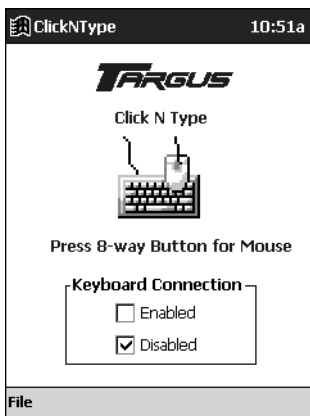 ClickNType 10:51a
TARGUS
Click N Type
Press 8-way Button for Mouse
Keyboard Connection
Enabled
Disabled
File